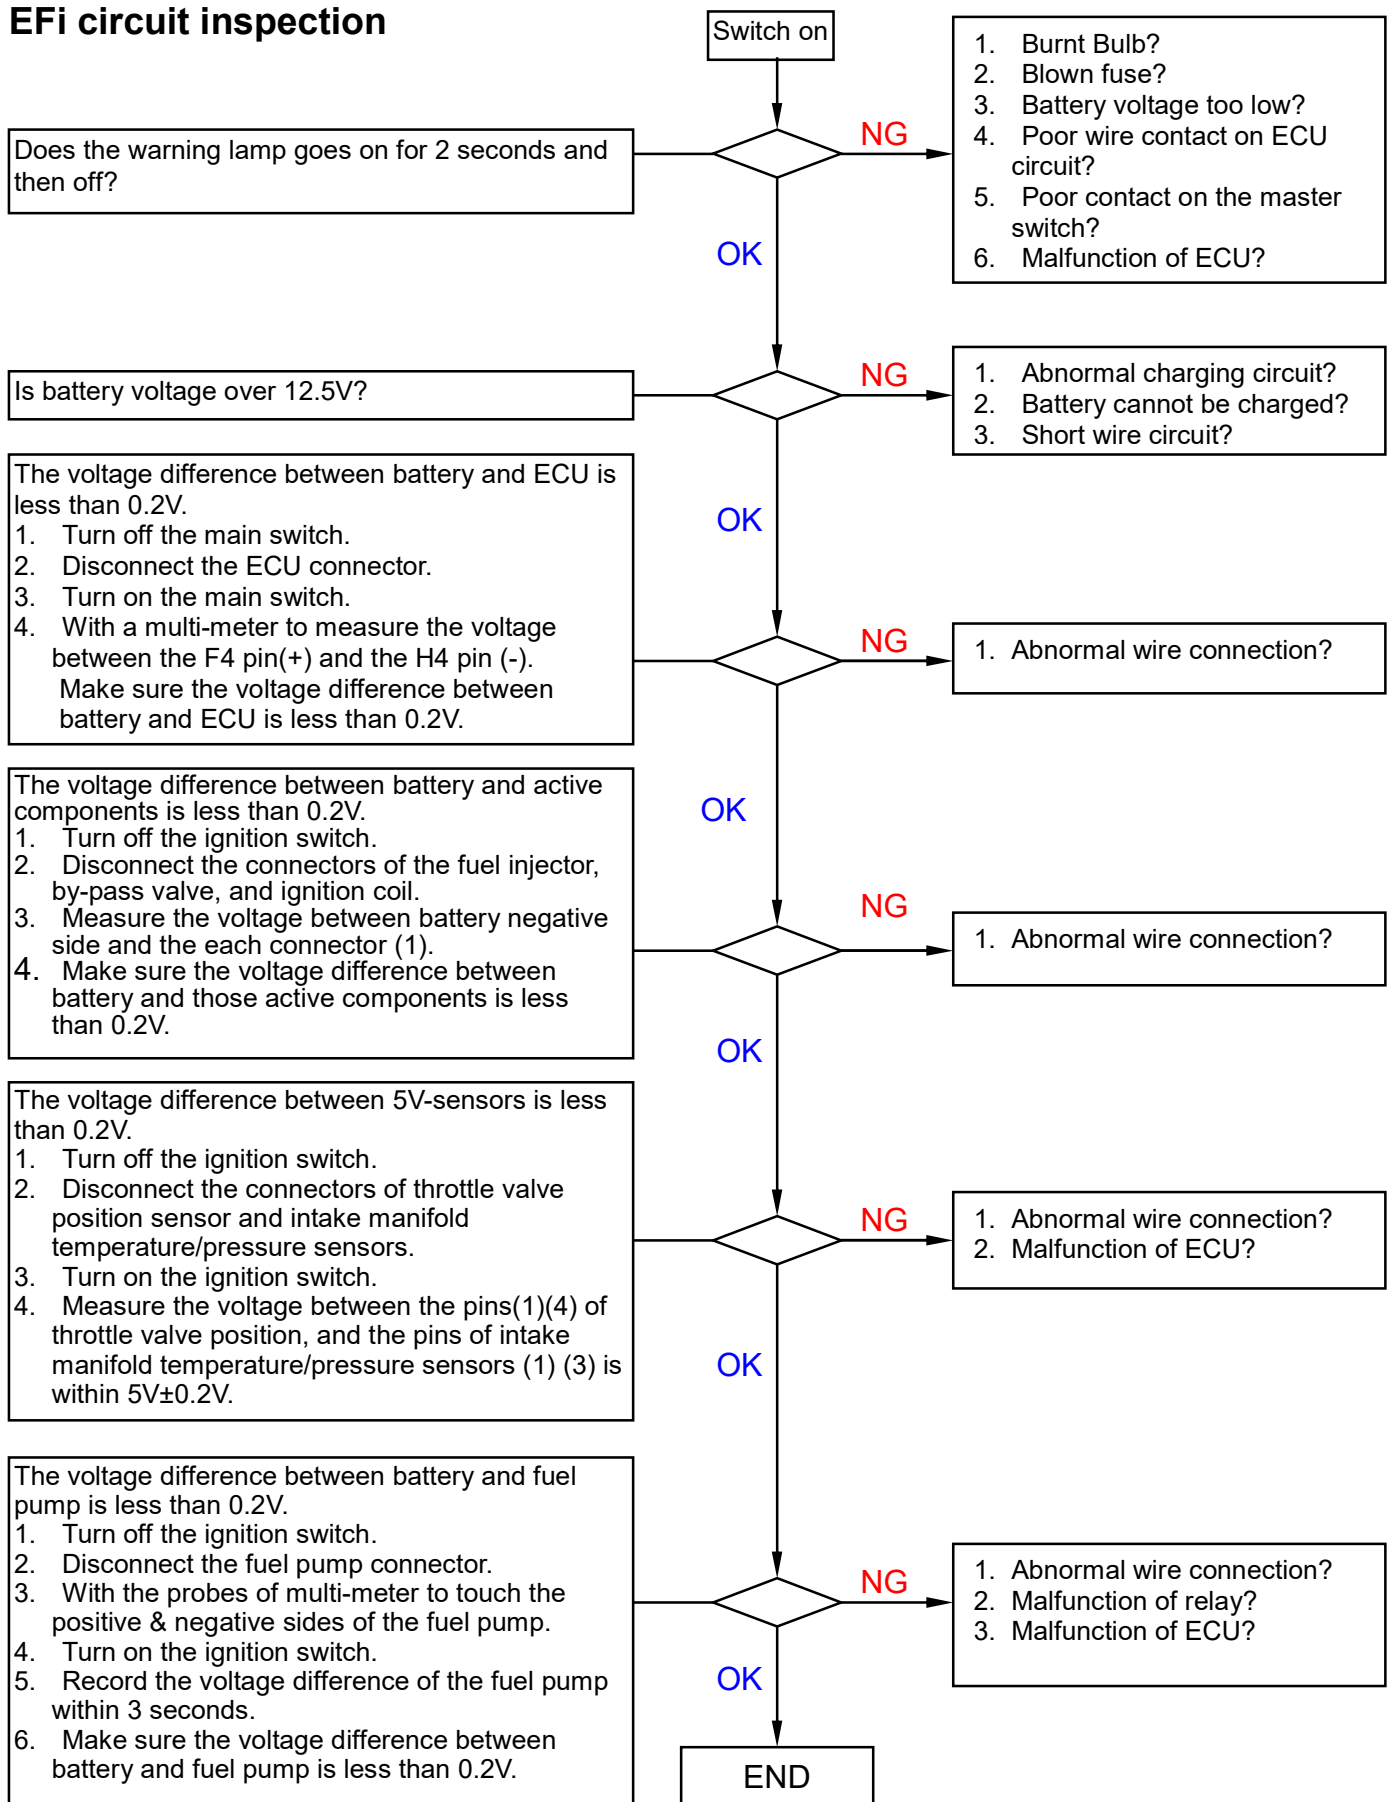 EFi circuit inspection
Switch on
Does the warning lamp goes on for 2 seconds and
then off?
NG
1. Burnt Bulb?
2. Blown fuse?
3. Battery voltage too low?
4. Poor wire contact on ECU
circuit?
5. Poor contact on the master
switch?
6. Malfunction of ECU?
OK
Is battery voltage over 12.5V?
NG
1. Abnormal charging circuit?
2. Battery cannot be charged?
3. Short wire circuit?
OK
The voltage difference between battery and ECU is
less than 0.2V.
1. Turn off the main switch.
2. Disconnect the ECU connector.
3. Turn on the main switch.
4. With a multi-meter to measure the voltage
between the F4 pin(+) and the H4 pin (-).
Make sure the voltage difference between
battery and ECU is less than 0.2V.
NG
1. Abnormal wire connection?
OK
The voltage difference between battery and active
components is less than 0.2V.
1. Turn off the ignition switch.
2. Disconnect the connectors of the fuel injector,
by-pass valve, and ignition coil.
3. Measure the voltage between battery negative
side and the each connector (1).
4. Make sure the voltage difference between
battery and those active components is less
than 0.2V.
NG
1. Abnormal wire connection?
OK
The voltage difference between 5V-sensors is less
than 0.2V.
1. Turn off the ignition switch.
2. Disconnect the connectors of throttle valve
position sensor and intake manifold
temperature/pressure sensors.
3. Turn on the ignition switch.
4. Measure the voltage between the pins(1)(4) of
throttle valve position, and the pins of intake
manifold temperature/pressure sensors (1) (3) is
within 5V±0.2V.
NG
1. Abnormal wire connection?
2. Malfunction of ECU?
OK
The voltage difference between battery and fuel
pump is less than 0.2V.
1. Turn off the ignition switch.
2. Disconnect the fuel pump connector.
3. With the probes of multi-meter to touch the
positive & negative sides of the fuel pump.
4. Turn on the ignition switch.
5. Record the voltage difference of the fuel pump
within 3 seconds.
6. Make sure the voltage difference between
battery and fuel pump is less than 0.2V.
NG
1. Abnormal wire connection?
2. Malfunction of relay?
3. Malfunction of ECU?
OK
END